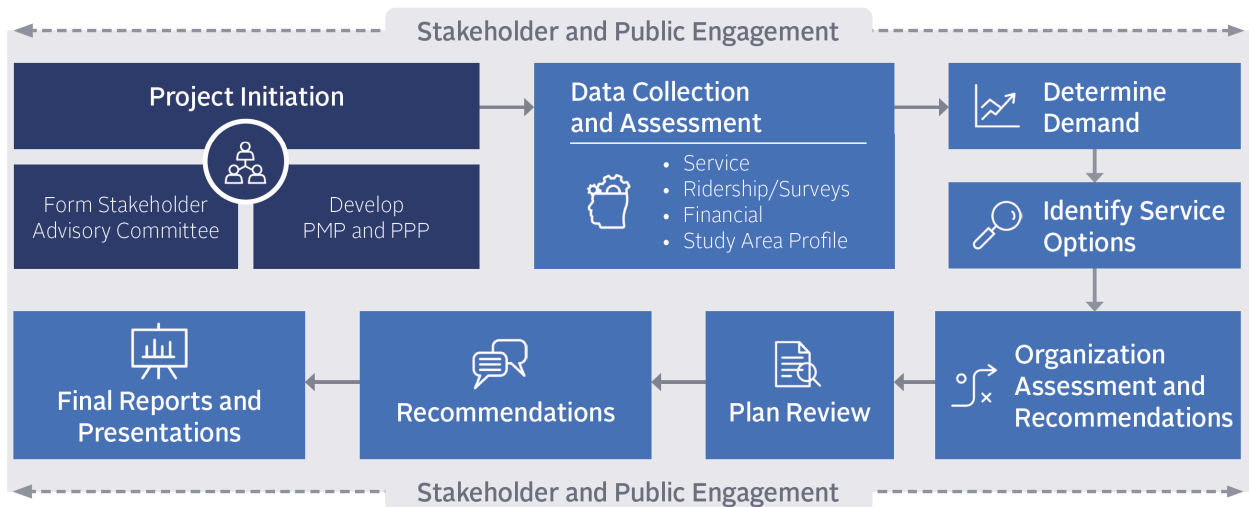 Stakeholder and Public Engagement
Project Initiation
Form Stakeholder
Advisory Committee
Develop
PMP and PPP
Data Collection
and Assessment
• Service
• Ridership/Surveys
• Financial
• Study Area Profile
Determine
Demand
Identify Service
Options
Organization
Assessment and
Recommendations
Plan Review
Recommendations
Final Reports and
Presentations
Stakeholder and Public Engagement